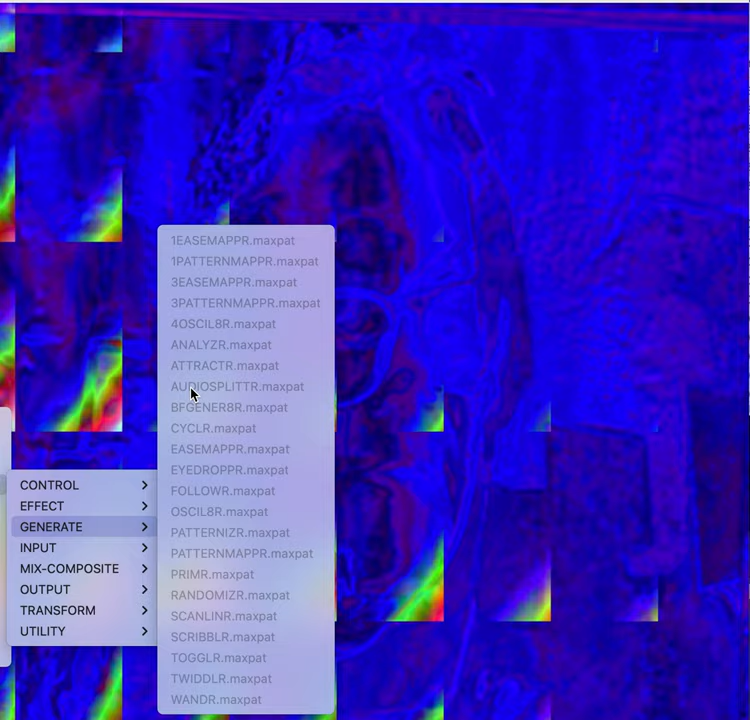 1EASEMAPPR.maxpat
1PATTERNMAPPR.maxpat
3EASEMAPPR.maxpat
3PATTERNMAPPR.maxpat
4OSCIL8R.maxpat
ANALYZR.maxpat
ATTRACTR.maxpat
AUDIOSPLITTR.maxpat
BFGENER8R.maxpat
CYCLR.maxpat
EASEMAPPR.maxpat
EYEDROPPR.maxpat
FOLLOWR.maxpat
OSCIL8R.maxpat
PATTERNIZR.maxpat
PATTERNMAPPR.maxpat
PRIMR.maxpat
RANDOMIZR.maxpat
SCANLINR.maxpat
SCRIBBLR.maxpat
TOGGLR.maxpat
TWIDDLR.maxpat
WANDR.maxpat
CONTROL
EFFECT
GENERATE
INPUT
MIX-COMPOSITE
OUTPUT
TRANSFORM
UTILITY